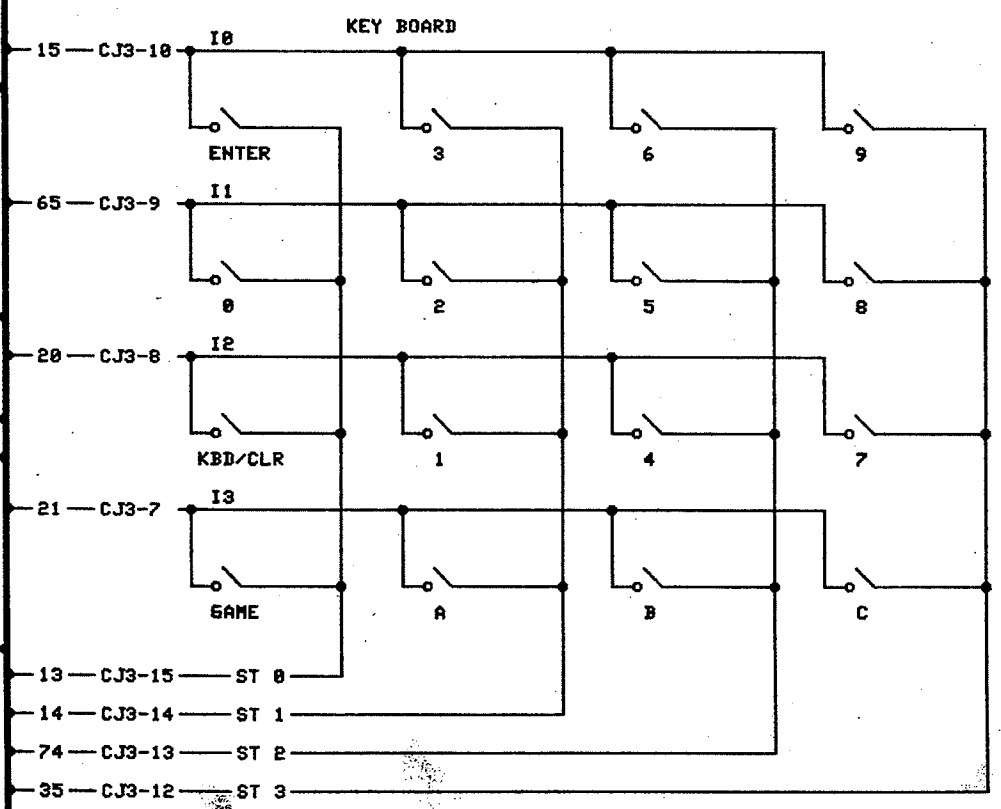 KEY BOARD
15 CJ3-10 I0
ENTER 3 6 9
65 CJ3-9 I1
0 2 5 8
20 CJ3-8 I2
KBD/CLR 1 4 7
21 CJ3-7 I3
GAME A B C
13 CJ3-15 ST 0
14 CJ3-14 ST 1
74 CJ3-13 ST 2
35 CJ3-12 ST 3